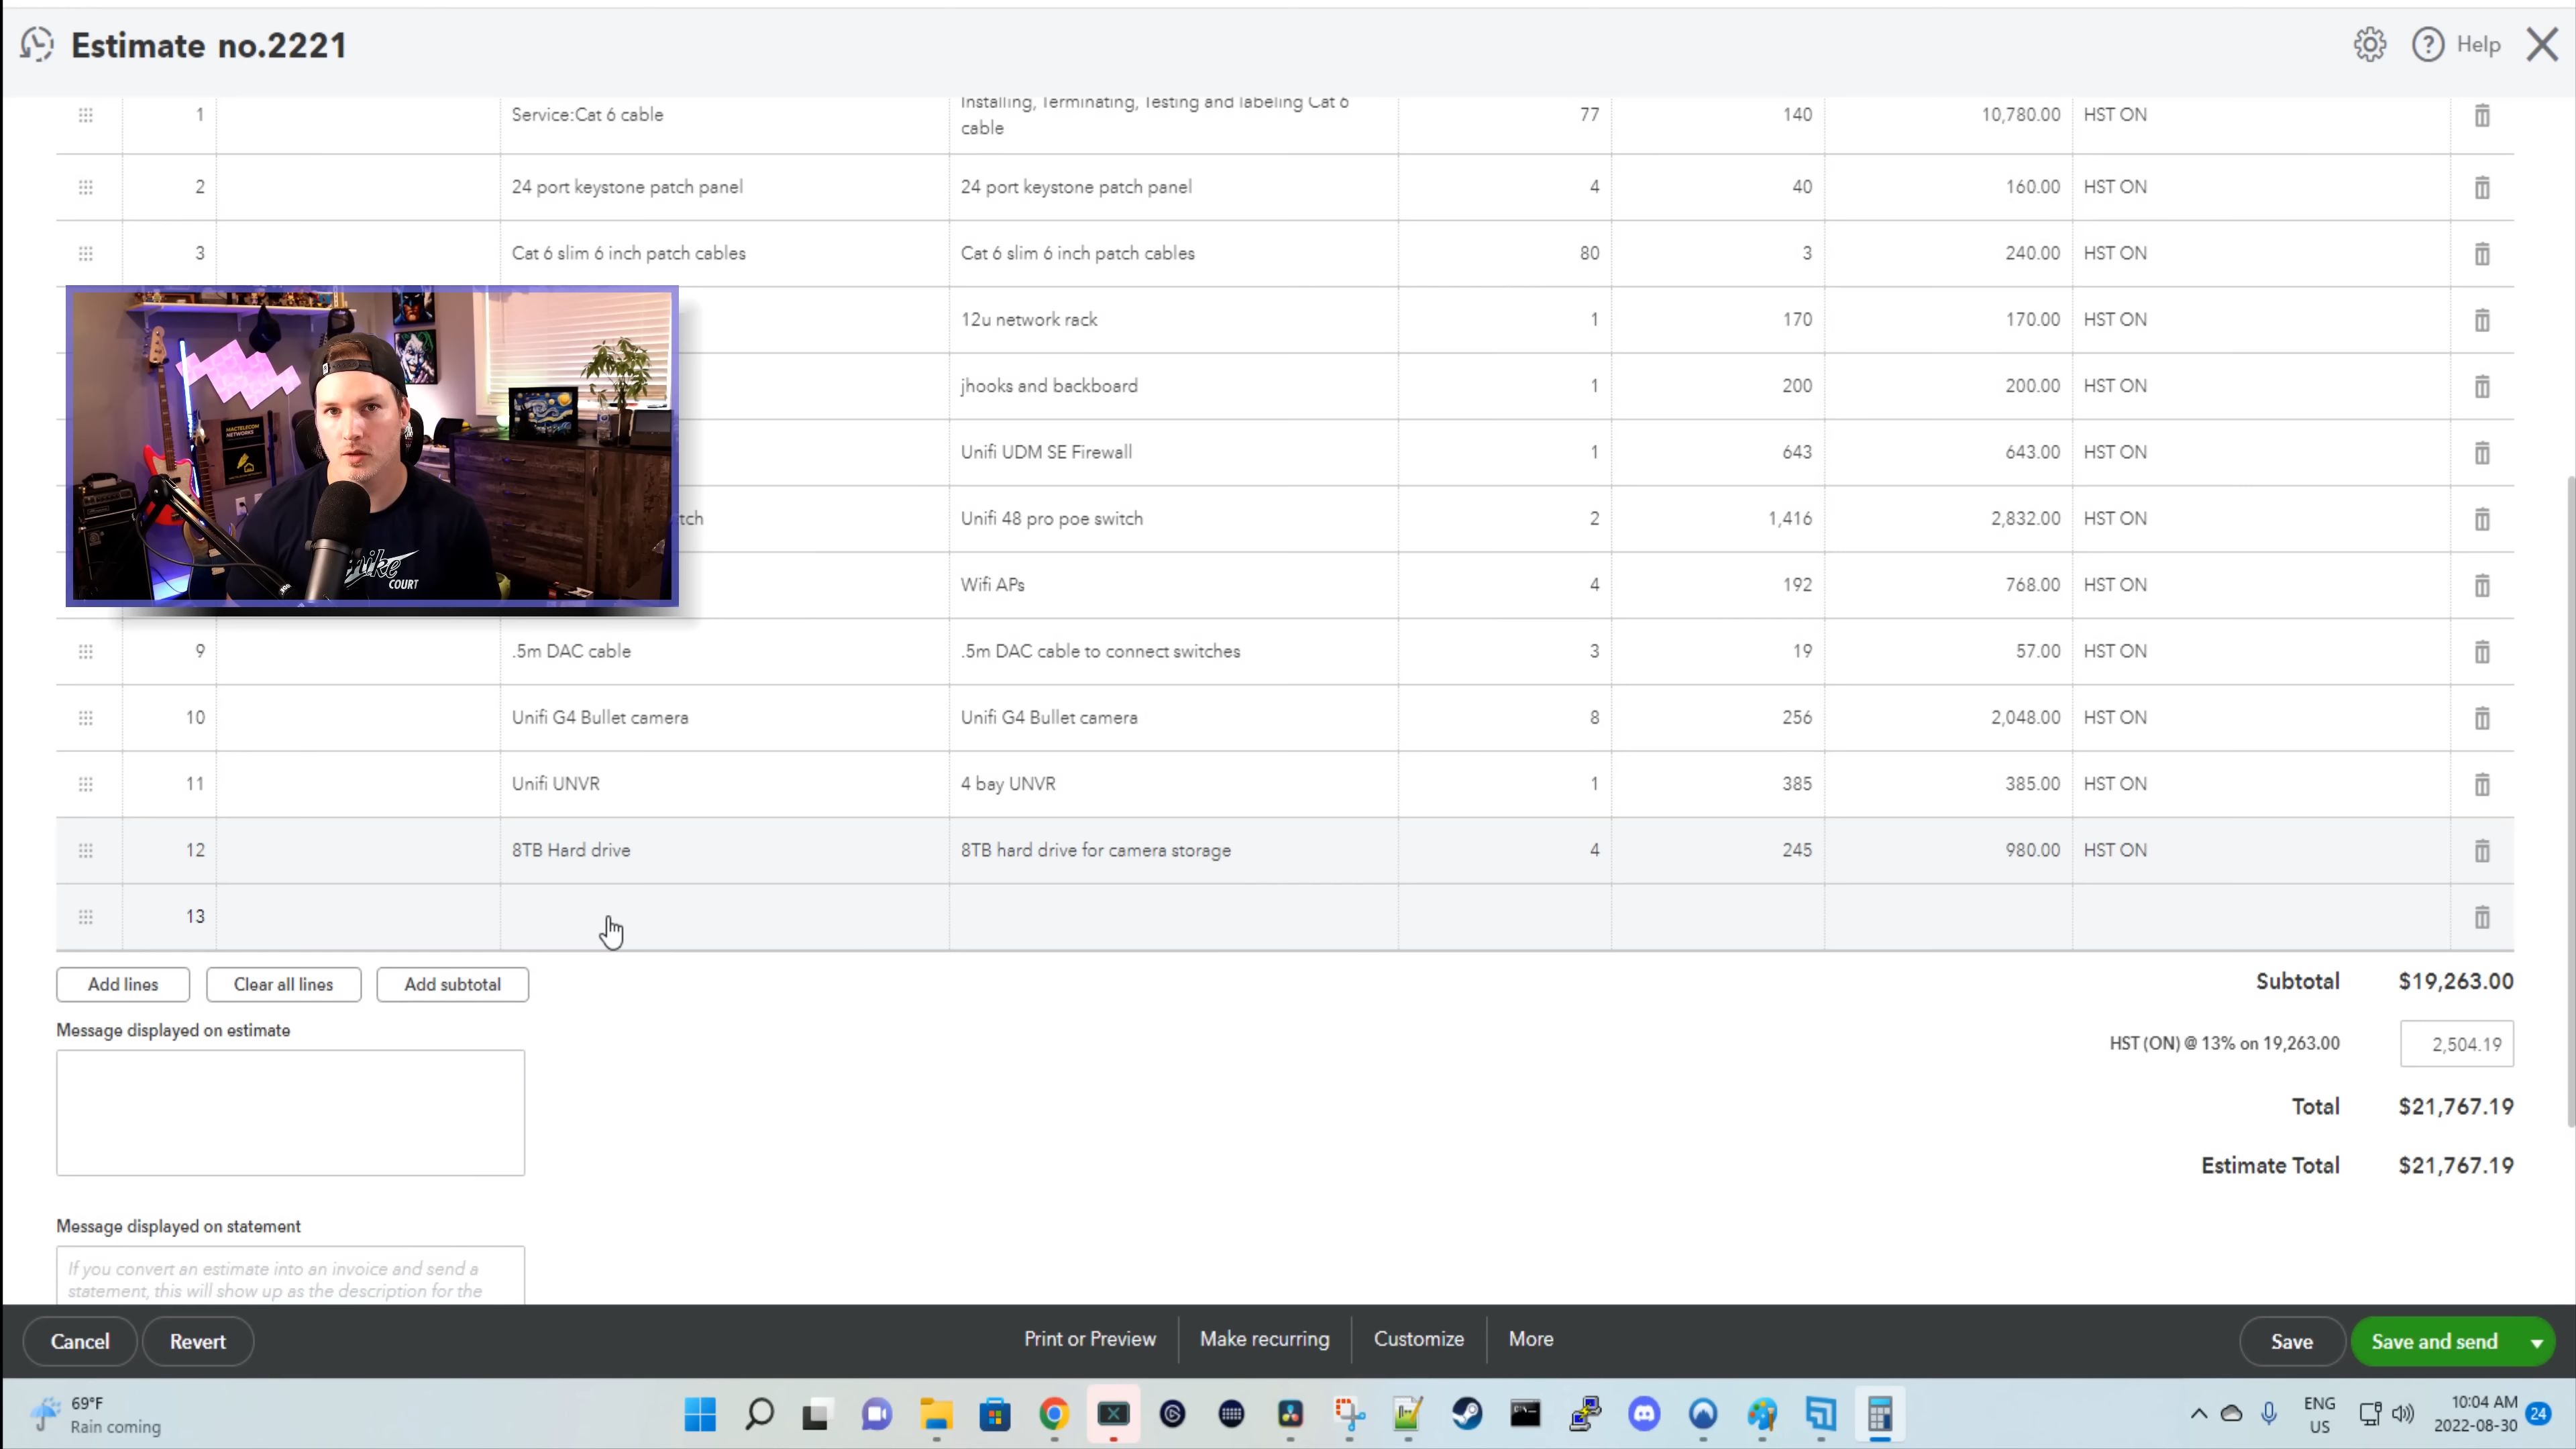 Estimate no.2221
Help
1 Service:Cat 6 cable Installing, Terminating, Testing and labeling Cat 6 cable 77 140 10,780.00 HST ON
2 24 port keystone patch panel 24 port keystone patch panel 4 40 160.00 HST ON
3 Cat 6 slim 6 inch patch cables Cat 6 slim 6 inch patch cables 80 3 240.00 HST ON
12u network rack 1 170 170.00 HST ON
jhooks and backboard 1 200 200.00 HST ON
Unifi UDM SE Firewall 1 643 643.00 HST ON
tch Unifi 48 pro poe switch 2 1,416 2,832.00 HST ON
Wifi APs 4 192 768.00 HST ON
MACTELECOM
NETWORKS
COURT
9 .5m DAC cable .5m DAC cable to connect switches 3 19 57.00 HST ON
10 Unifi G4 Bullet camera Unifi G4 Bullet camera 8 256 2,048.00 HST ON
11 Unifi UNVR 4 bay UNVR 1 385 385.00 HST ON
12 8TB Hard drive 8TB hard drive for camera storage 4 245 980.00 HST ON
13
Add lines Clear all lines Add subtotal
Subtotal $19,263.00
Message displayed on estimate
HST (ON) @ 13% on 19,263.00 2,504.19
Total $21,767.19
Estimate Total $21,767.19
Message displayed on statement
If you convert an estimate into an invoice and send a
statement, this will show up as the description for the
Cancel Revert Print or Preview Make recurring Customize More Save Save and send
69°F
Rain coming
ENG
US
10:04 AM
2022-08-30
24